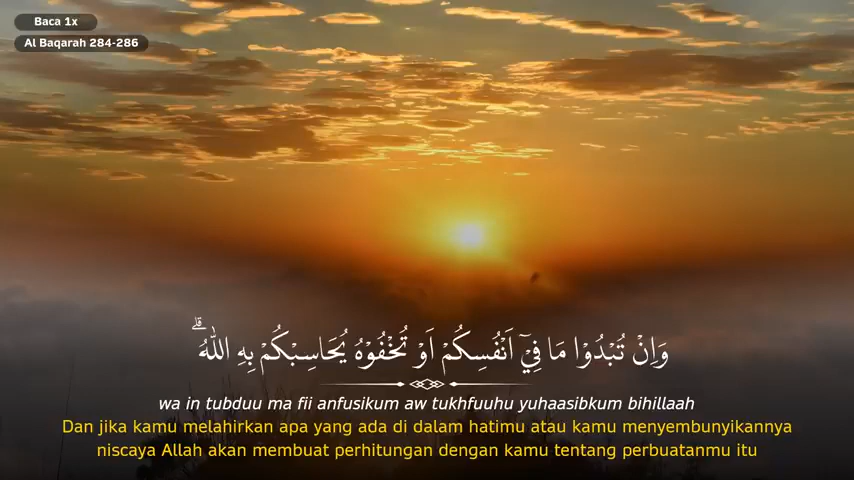 Baca 1x
Al Baqarah 284-286
وَاِنْ تُبْدُوْا مَا فِيْٓ اَنْفُسِكُمْ اَوْ تُخْفُوْهُ يُحَاسِبْكُمْ بِهِ اللّٰهُ ۗ
wa in tubduu ma fii anfusikum aw tukhfuuhu yuhaasibkum bihillaah
Dan jika kamu melahirkan apa yang ada di dalam hatimu atau kamu menyembunyikannya
niscaya Allah akan membuat perhitungan dengan kamu tentang perbuatanmu itu